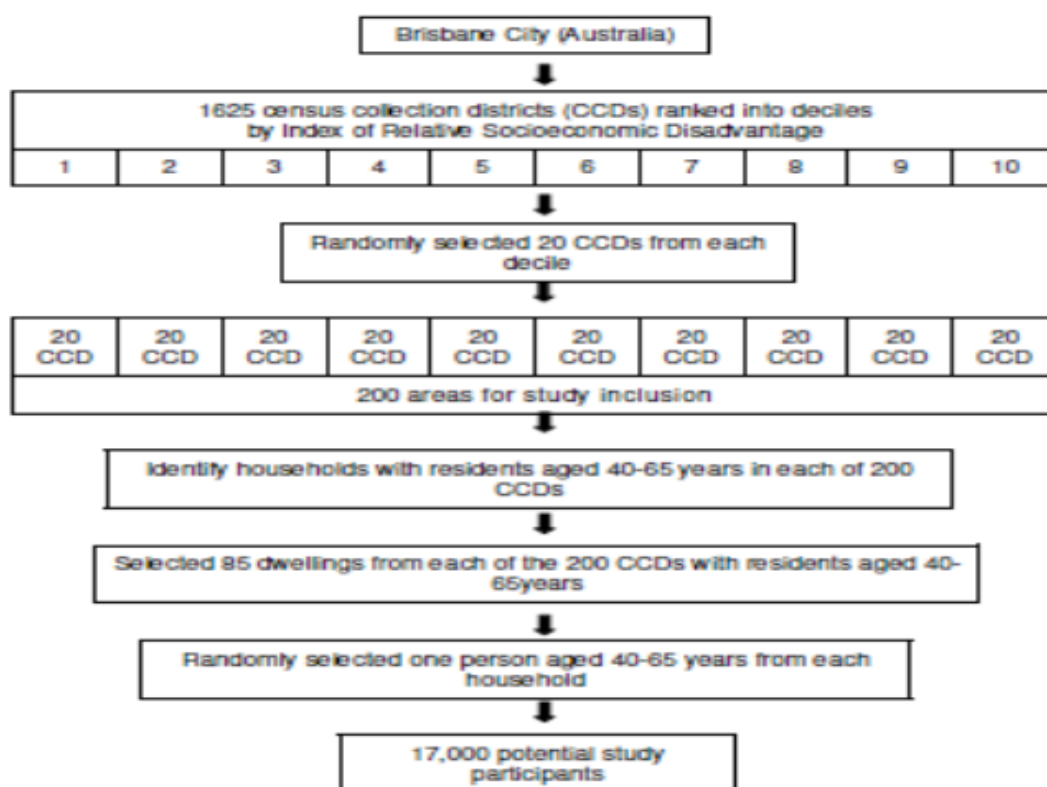 Brisbane City (Australia)
1625 census collection districts (CCDs) ranked into deciles
by Index of Relative Socioeconomic Disadvantage
1 2 3 4 5 6 7 8 9 10
Randomly selected 20 CCDs from each
decile
20 20 20 20 20 20 20 20 20 20
CCD CCD CCD CCD CCD CCD CCD CCD CCD CCD
200 areas for study inclusion
Identify households with residents aged 40-65 years in each of 200
CCDs
Selected 85 dwellings from each of the 200 CCDs with residents aged 40-
65years
Randomly selected one person aged 40-65 years from each
household
17,000 potential study
participants